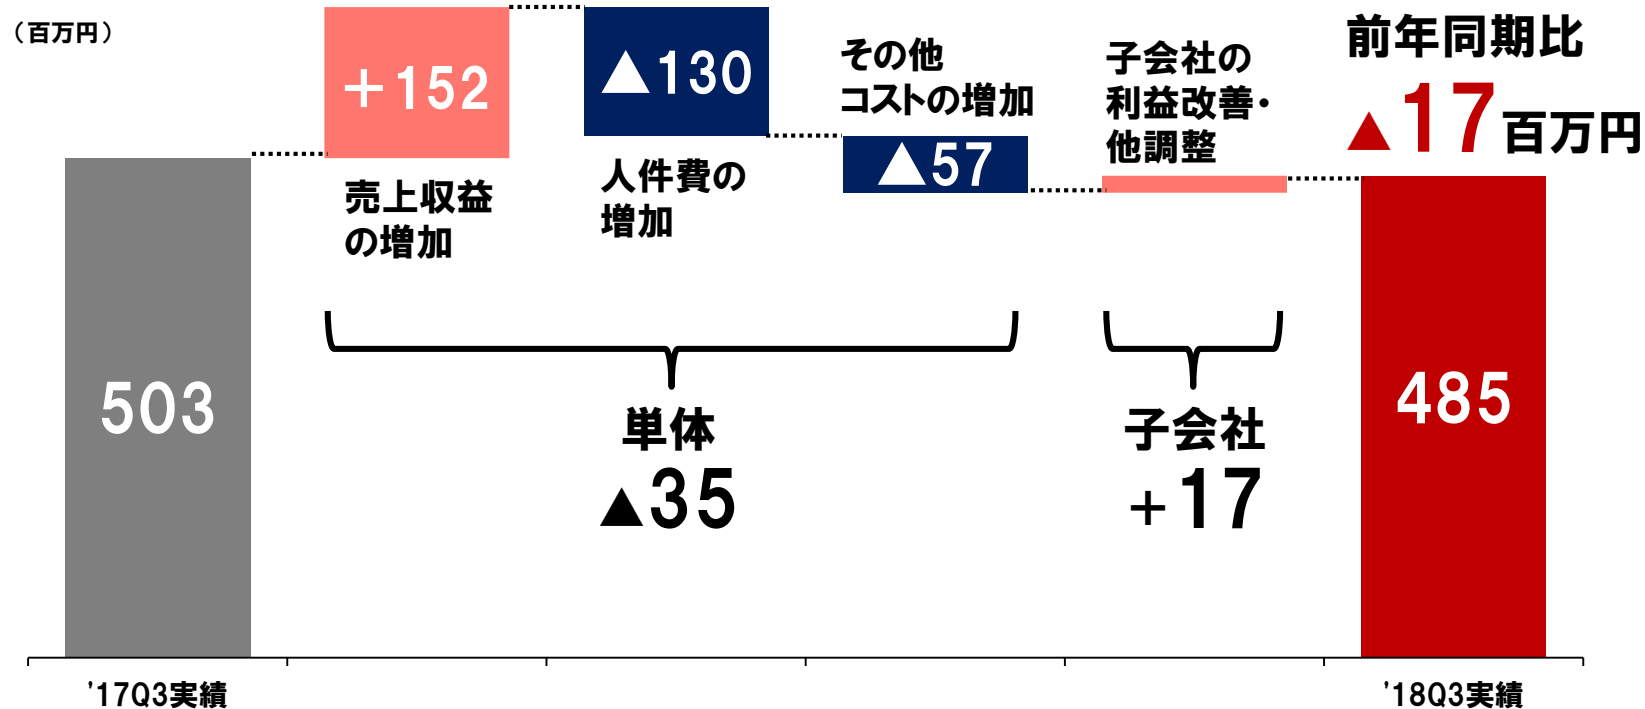 （百万円）
+152
▲130
▲57
その他
コストの増加
子会社の
利益改善・
他調整
前年同期比
▲17百万円
売上収益
の増加
人件費の
増加
503
485
単体
▲35
子会社
+17
'17Q3実績
'18Q3実績